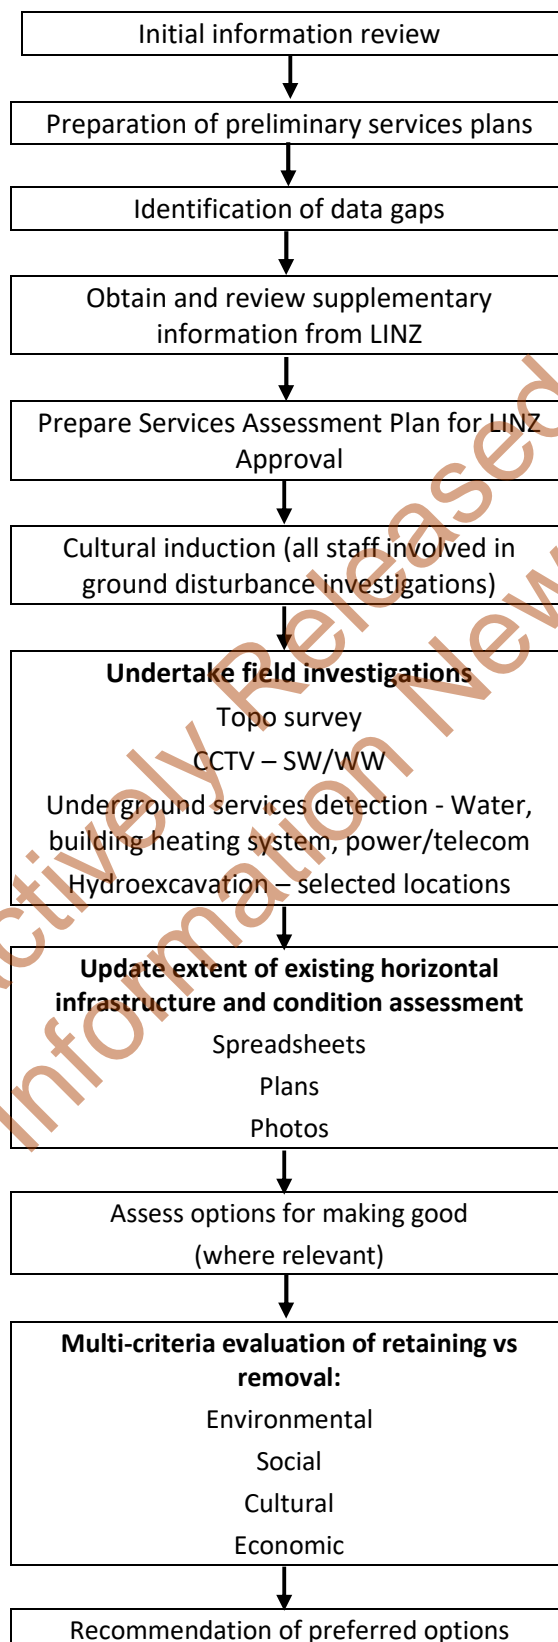 Initial information review
Preparation of preliminary services plans
Identification of data gaps
Obtain and review supplementary
information from LINZ
Prepare Services Assessment Plan for LINZ
Approval
Cultural induction (all staff involved in
ground disturbance investigations)
Undertake field investigations
Topo survey
CCTV – SW/WW
Underground services detection - Water,
building heating system, power/telecom
Hydroexcavation – selected locations
Update extent of existing horizontal
infrastructure and condition assessment
Spreadsheets
Plans
Photos
Assess options for making good
(where relevant)
Multi-criteria evaluation of retaining vs
removal:
Environmental
Social
Cultural
Economic
Recommendation of preferred options
actively Released
Information New